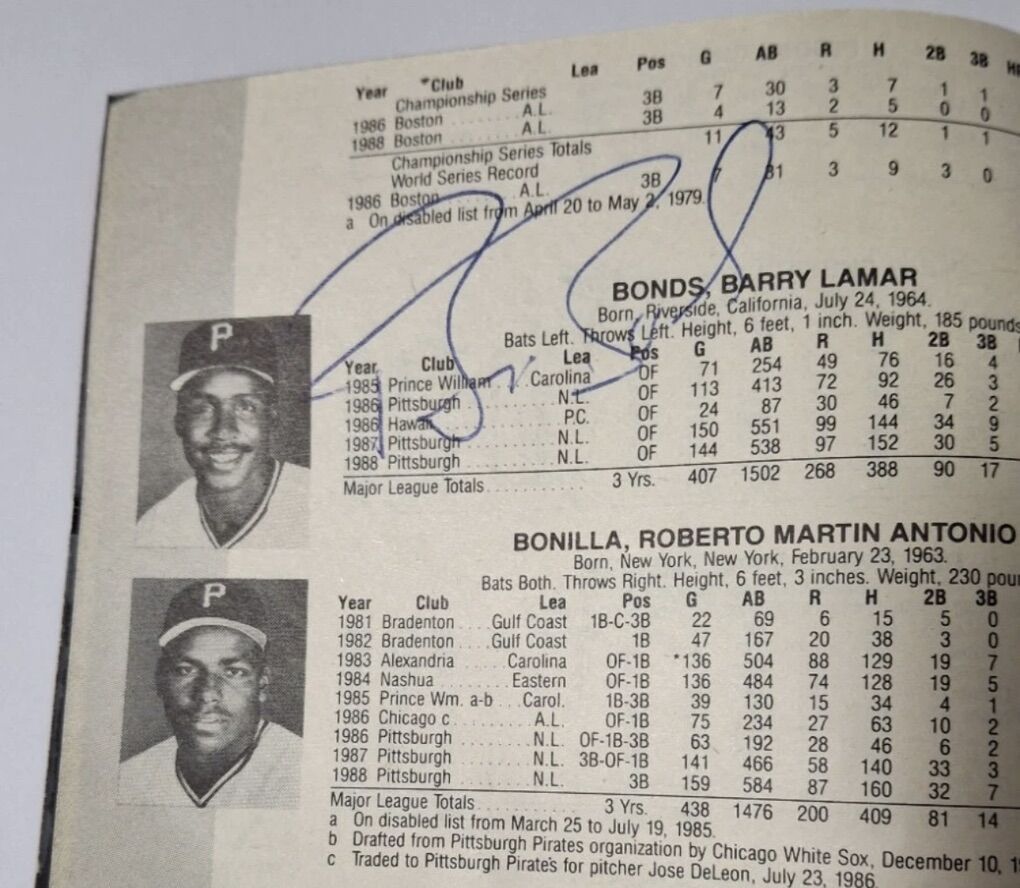 Year *Club Lea Pos G AB R H 2B 3B
Championship Series
1986 Boston ........ A.L. 3B 7 30 3 7 1 1
1988 Boston ........ A.L. 3B 4 13 2 5 0 0
Championship Series Totals 11 43 5 12 1 1
World Series Record
1986 Boston ........ A.L. 3B 7 31 3 9 3 0
a On disabled list from April 20 to May 2, 1979.
BONDS, BARRY LAMAR
Born, Riverside, California, July 24, 1964.
Bats Left. Throws Left. Height, 6 feet, 1 inch. Weight, 185 pounds
Year Club Lea Pos G AB R H 2B 3B
1985 Prince William .... Carolina OF 71 254 49 76 16 4
1986 Pittsburgh .......... N.L. OF 113 413 72 92 26 3
1986 Hawaii .............. P.C. OF 24 87 30 46 7 2
1987 Pittsburgh .......... N.L. OF 150 551 99 144 34 9
1988 Pittsburgh .......... N.L. OF 144 538 97 152 30 5
Major League Totals ........... 3 Yrs. 407 1502 268 388 90 17
P
BONILLA, ROBERTO MARTIN ANTONIO
Born, New York, New York, February 23, 1963.
Bats Both. Throws Right. Height, 6 feet, 3 inches. Weight, 230
Year Club Lea Pos G AB R H 2B 3B
1981 Bradenton .... Gulf Coast 1B-C-3B 22 69 6 15 5 0
1982 Bradenton .... Gulf Coast 1B 47 167 20 38 3 0
1983 Alexandria ...... Carolina OF-1B *136 504 88 129 19 7
1984 Nashua .......... Eastern OF-1B 136 484 74 128 19 5
1985 Prince Wm. a-b ... Carol. 1B-3B 39 130 15 34 4 1
1986 Chicago c .......... A.L. OF-1B 75 234 27 63 10 2
1986 Pittsburgh .......... N.L. OF-1B-3B 63 192 28 46 6 2
1987 Pittsburgh .......... N.L. 3B-OF-1B 141 466 58 140 33 3
1988 Pittsburgh .......... N.L. 3B 159 584 87 160 32 7
Major League Totals ........... 3 Yrs. 438 1476 200 409 81 14
P
a On disabled list from March 25 to July 19, 1985.
b Drafted from Pittsburgh Pirates organization by Chicago White Sox, December 10,
c Traded to Pittsburgh Pirates for pitcher Jose DeLeon, July 23, 1986